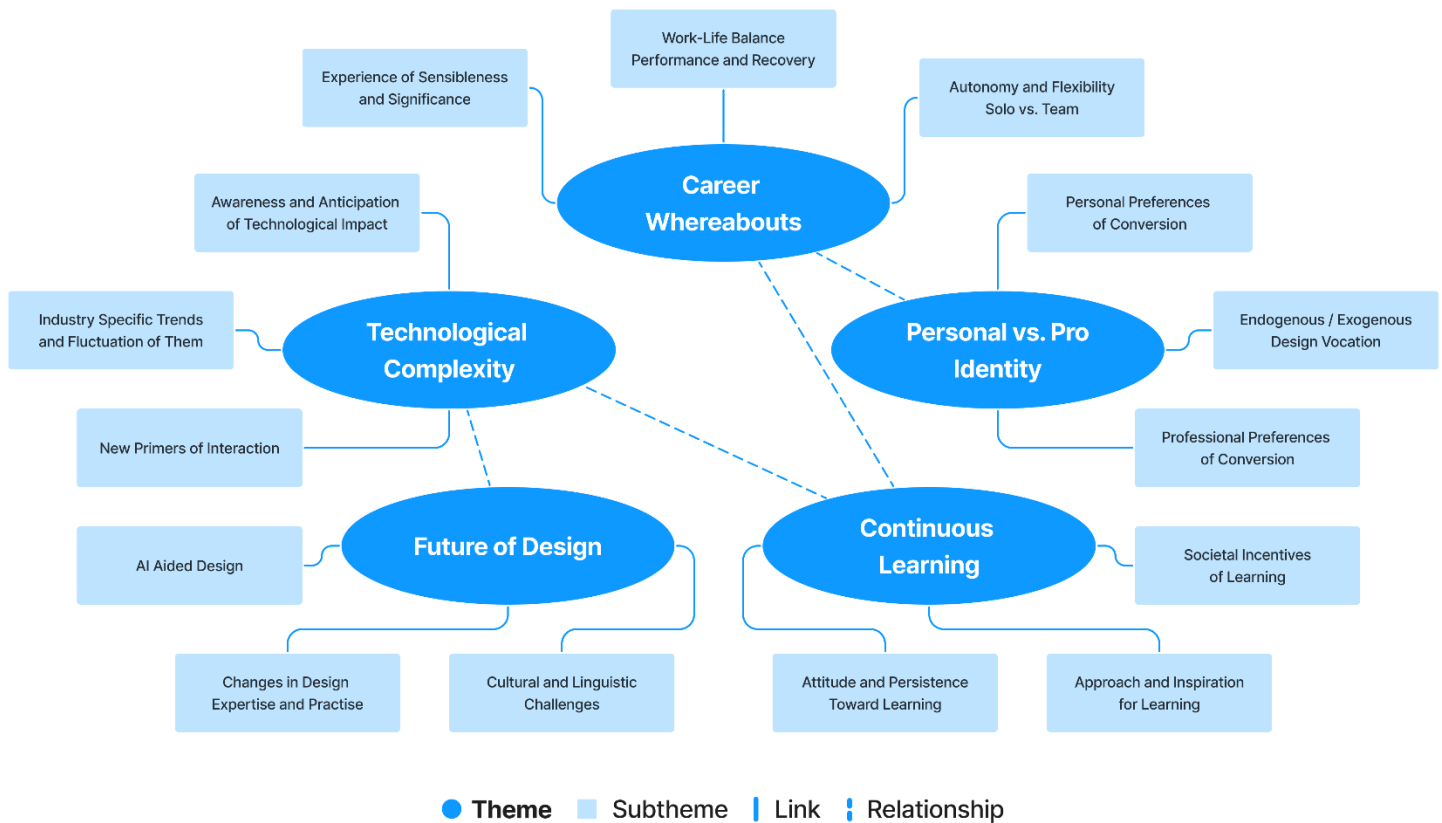 Work-Life Balance
Performance and Recovery
Experience of Sensibleness
and Significance
Autonomy and Flexibility
Solo vs. Team
Career
Whereabouts
Awareness and Anticipation
of Technological Impact
Personal Preferences
of Conversion
Industry Specific Trends
and Fluctuation of Them
Technological
Complexity
Personal vs. Pro
Identity
Endogenous / Exogenous
Design Vocation
New Primers of Interaction
Professional Preferences
of Conversion
AI Aided Design
Future of Design
Continuous
Learning
Societal Incentives
of Learning
Changes in Design
Expertise and Practise
Cultural and Linguistic
Challenges
Attitude and Persistence
Toward Learning
Approach and Inspiration
for Learning
Theme Subtheme Link Relationship